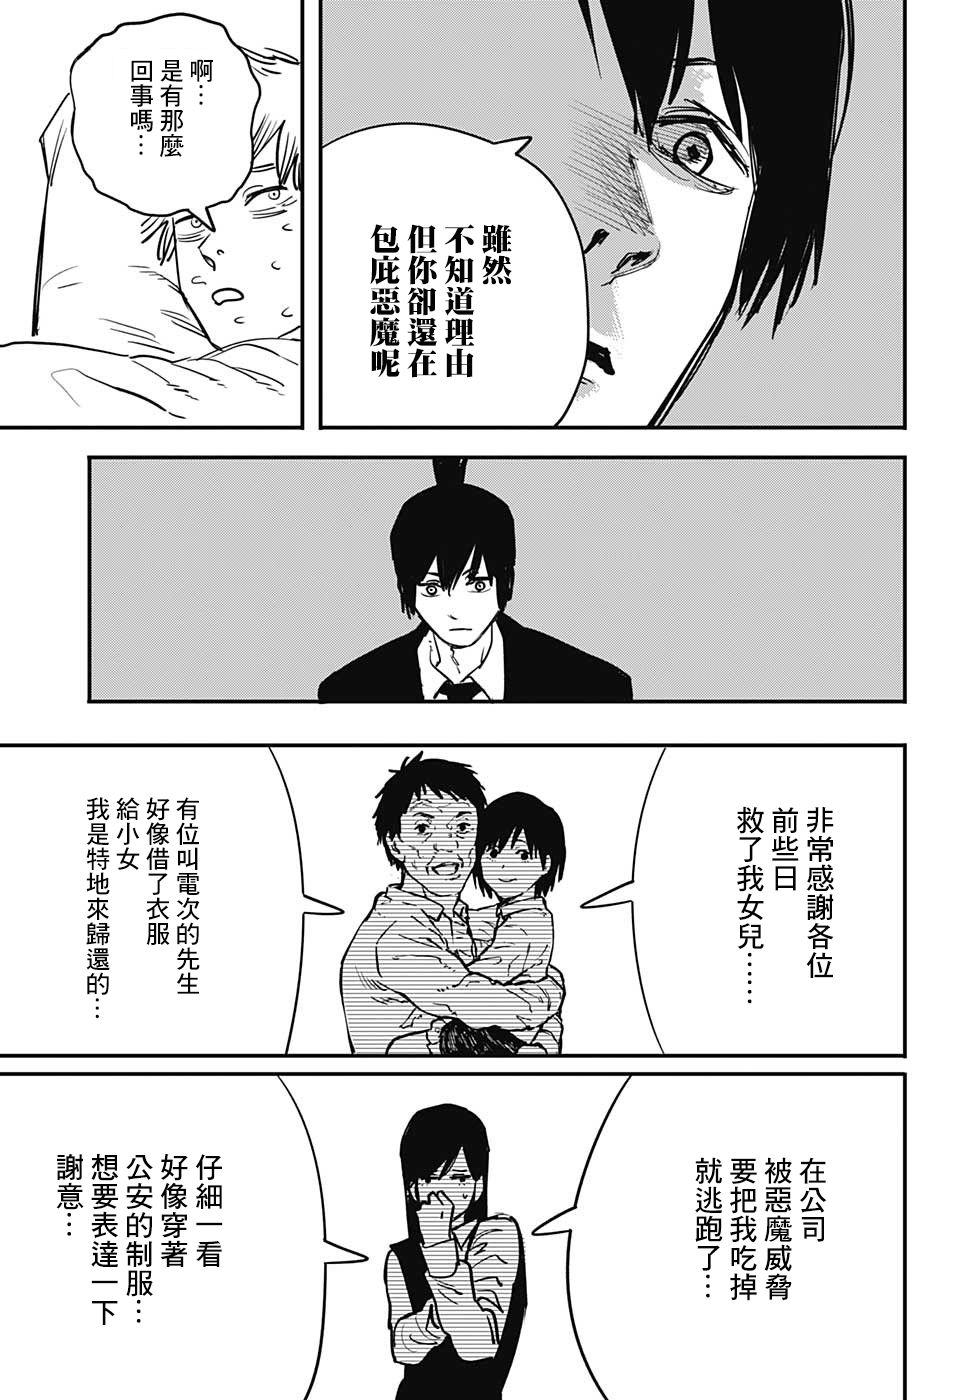 雖然
不知道理由
但你卻還在
包庇惡魔呢
啊…
是有那麼
回事嗎…
非常感謝各位
前些日
救了我女兒……
有位叫電次的先生
好像借了衣服
給小女
我是特地來歸還的…
在公司
被惡魔威脅
要把我吃掉
就逃跑了…
仔細一看
好像穿著
公安的制服…
想要表達一下
謝意…